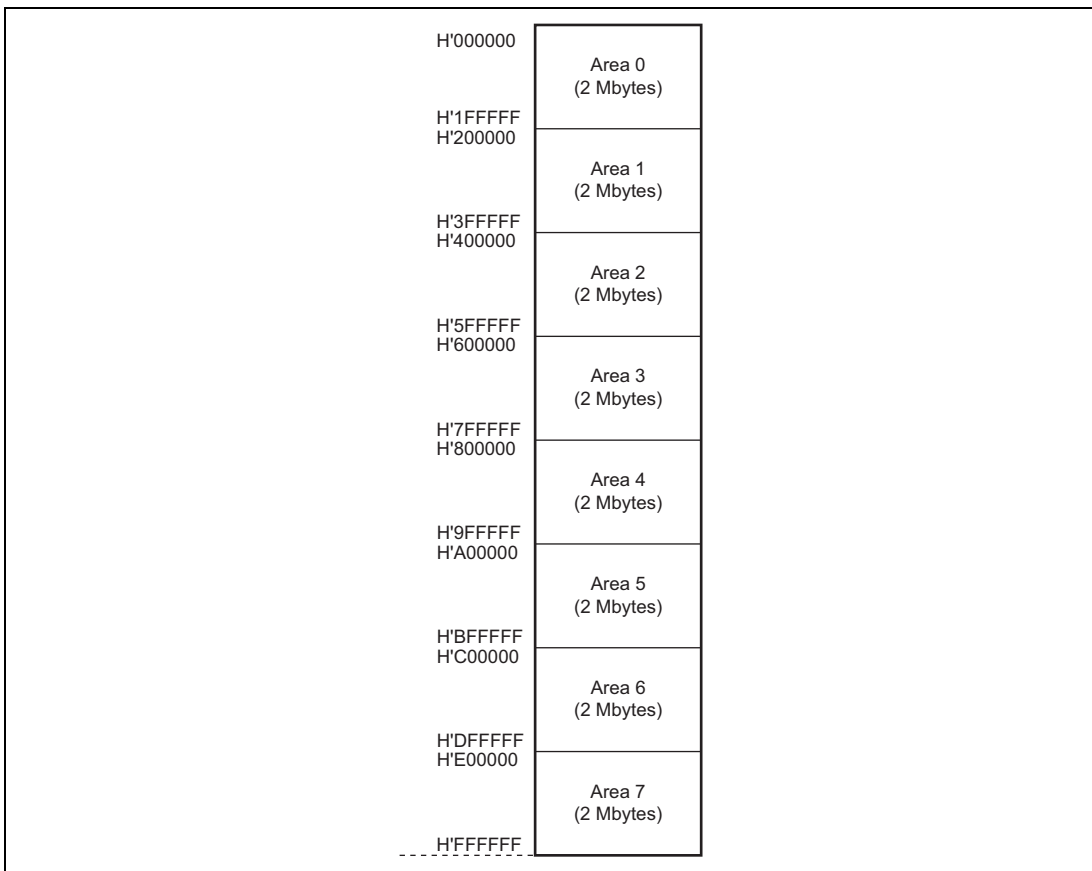 H'000000
Area 0
(2 Mbytes)
H'1FFFFF
H'200000
Area 1
(2 Mbytes)
H'3FFFFF
H'400000
Area 2
(2 Mbytes)
H'5FFFFF
H'600000
Area 3
(2 Mbytes)
H'7FFFFF
H'800000
Area 4
(2 Mbytes)
H'9FFFFF
H'A00000
Area 5
(2 Mbytes)
H'BFFFFF
H'C00000
Area 6
(2 Mbytes)
H'DFFFFF
H'E00000
Area 7
(2 Mbytes)
H'FFFFFF